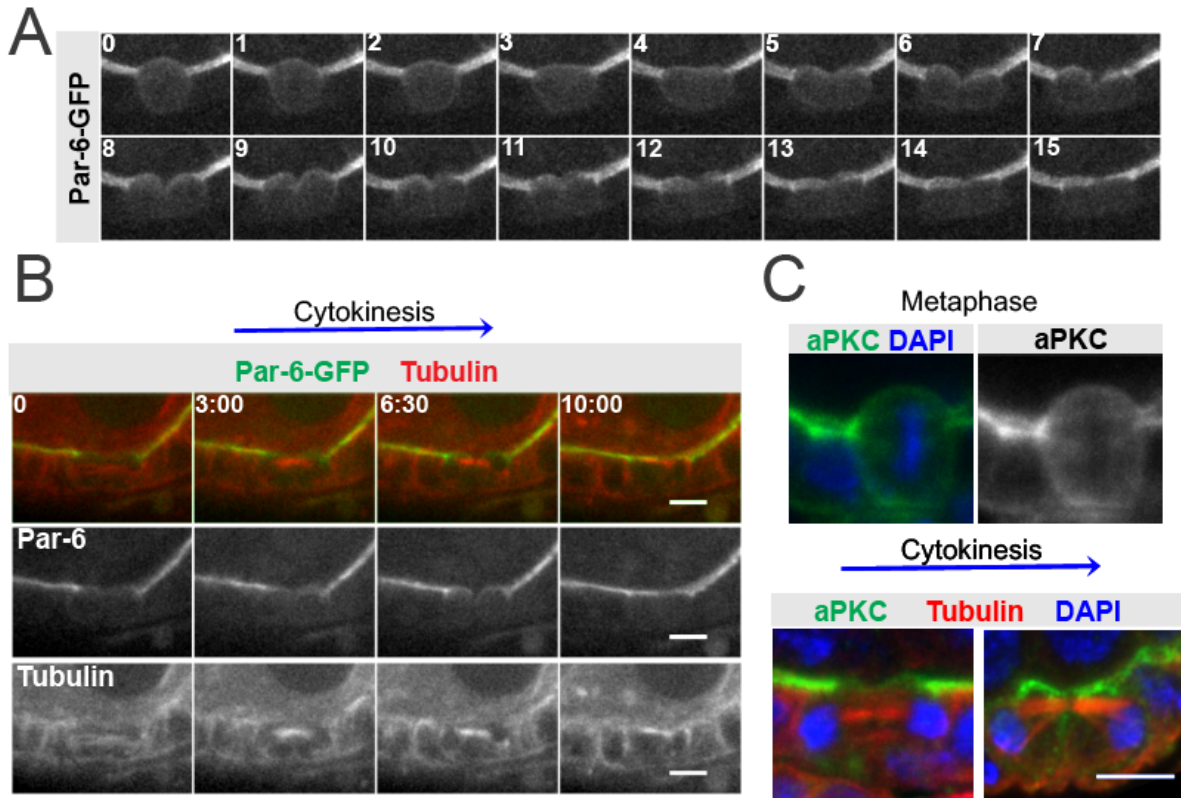 A
Par-6-GFP
0 1 2 3 4 5 6 7
8 9 10 11 12 13 14 15
B
Cytokinesis
Par-6-GFP Tubulin
0 3:00 6:30 10:00
Par-6
Tubulin
C
Metaphase
aPKC DAPI aPKC
Cytokinesis
aPKC Tubulin DAPI